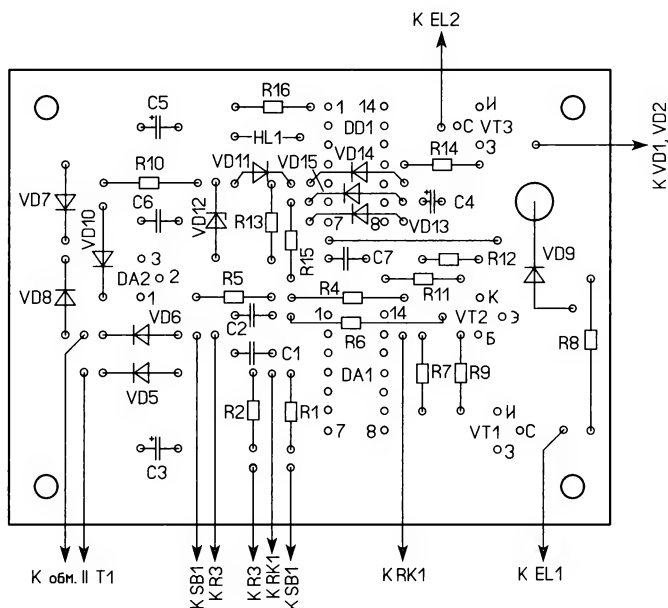 К EL2
К VD1, VD2
R16
C5
1 14
И
HL1
DD1
С VT3
З
VD11
VD15
VD14
R14
R10
VD7
VD10
C6
VD12
R13
R15
7 8
VD13
C4
3
DA2 2
1
C7
R12
VD9
VD8
R5
R4
R11
К
VD6
C2
1 14
VT2 Э
Б
R6
R8
C1
DA1
VD5
R2
R1
R7
R9
И
VT1 С
З
C3
7 8
К обм. II T1
К SB1
К R3
К R3
К RK1
К SB1
К RK1
К EL1